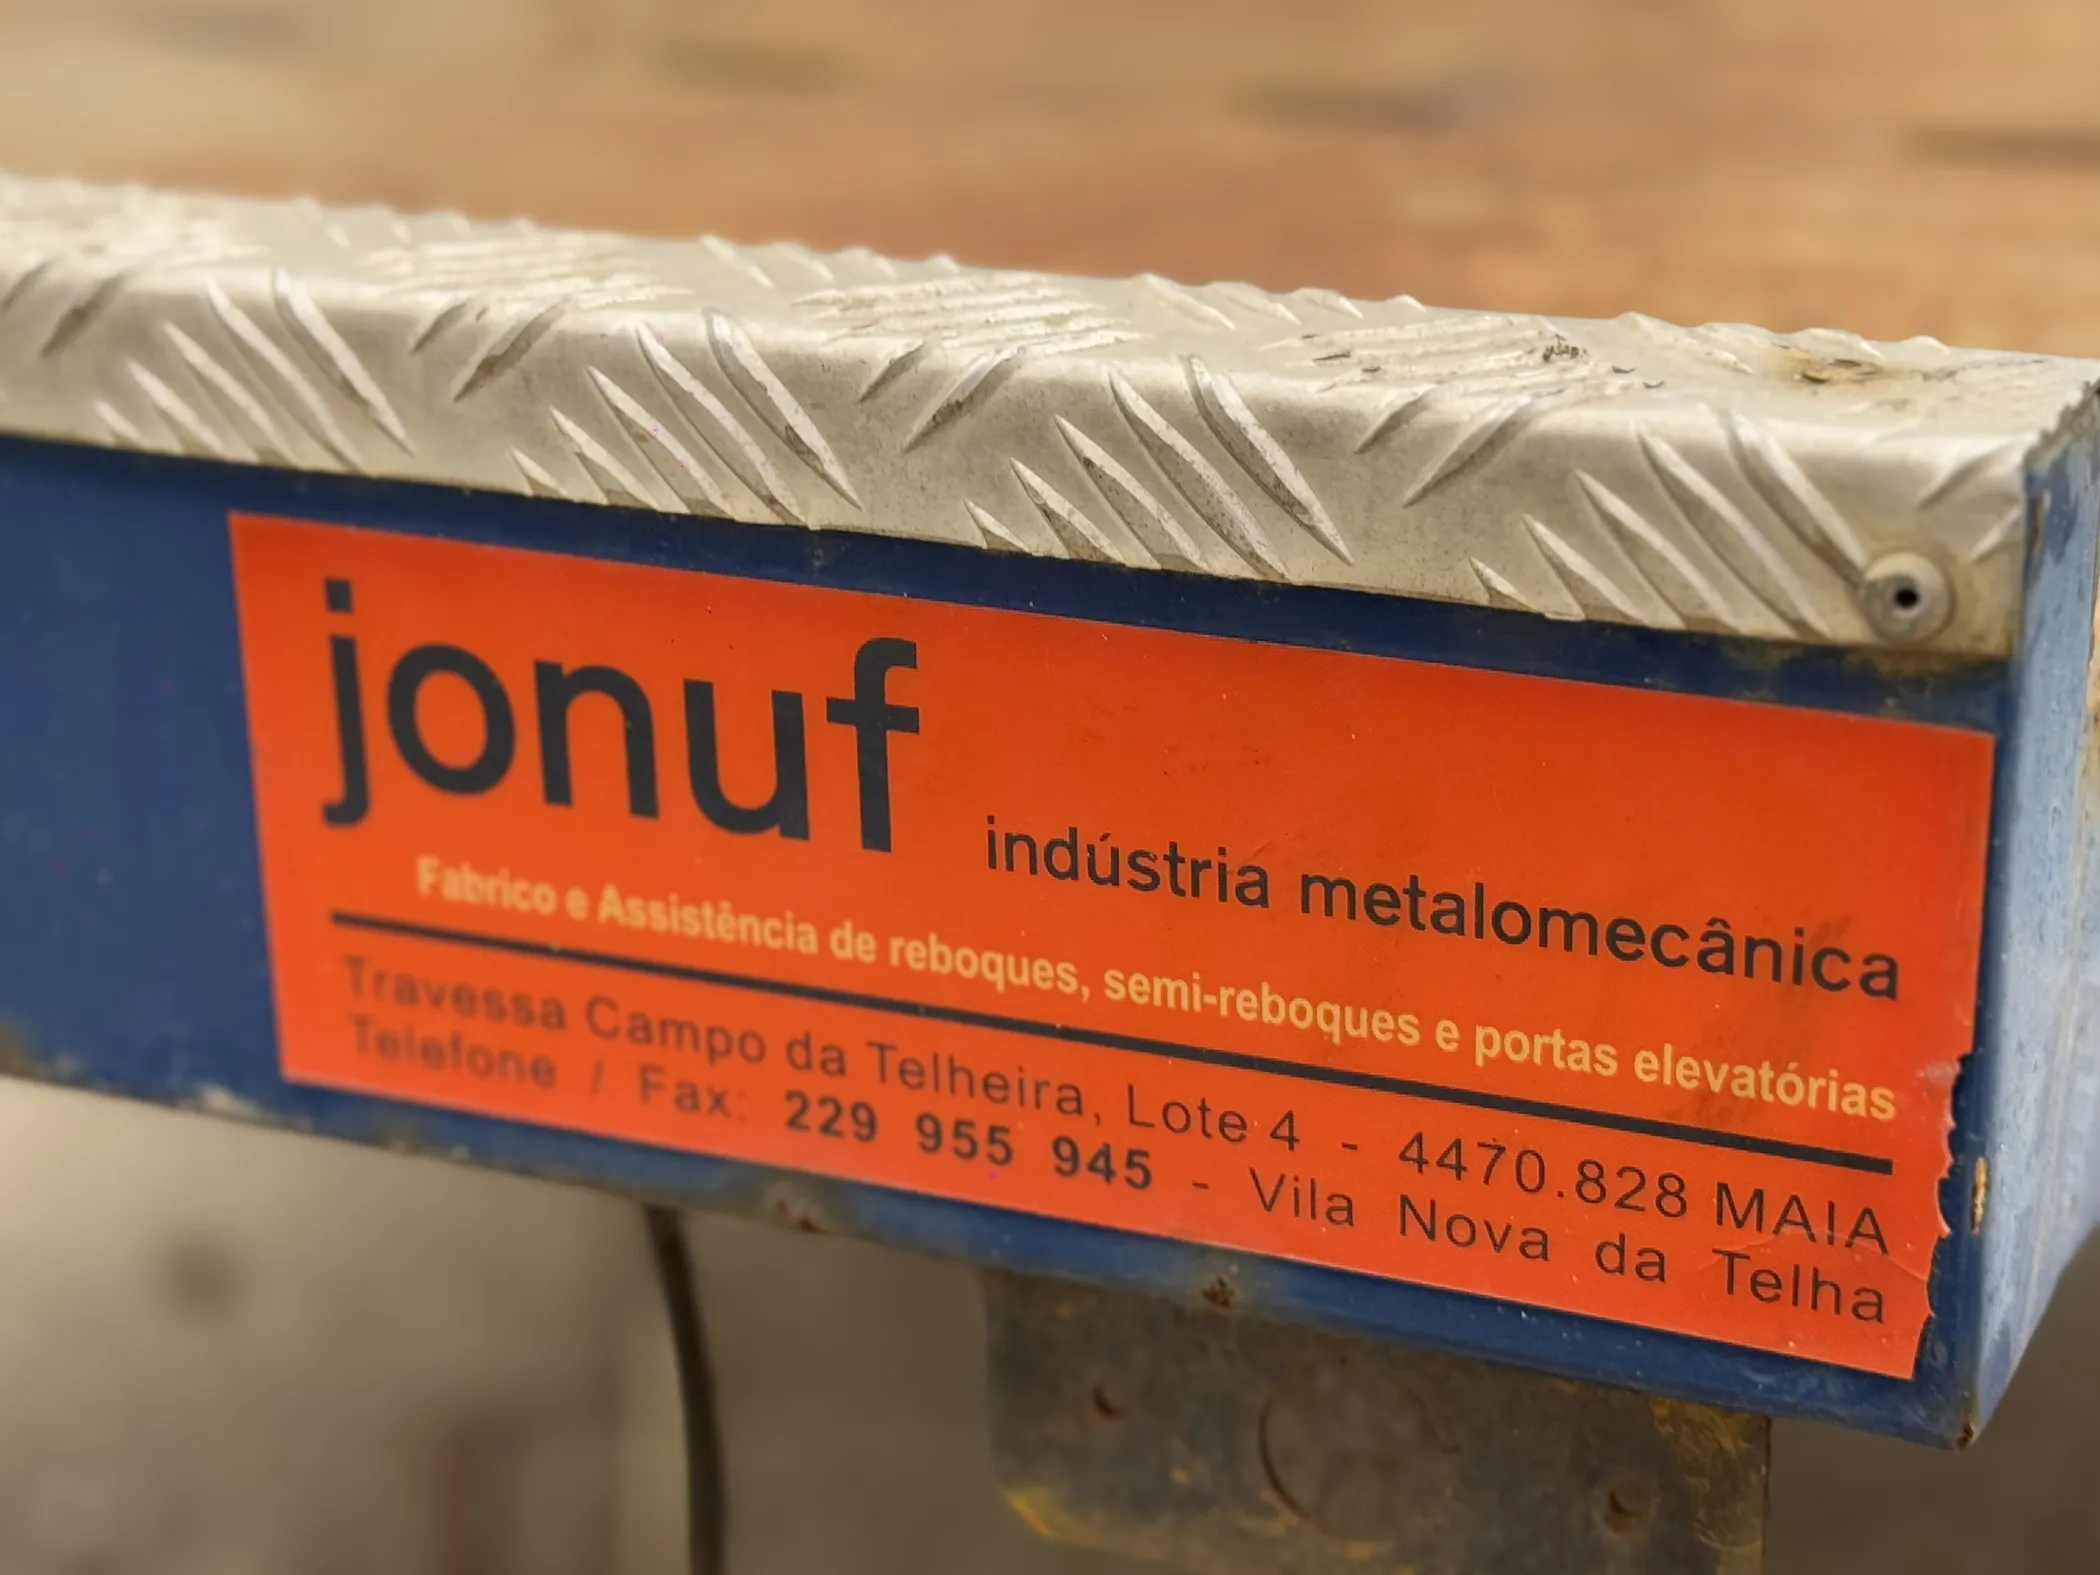 jonuf indústria metalomecânica
Fabrico e Assistência de reboques, semi-reboques e portas elevatórias
Travessa Campo da Telheira, Lote 4 - 4470.828 MAIA
Telefone / Fax: 229 955 945 - Vila Nova da Telha